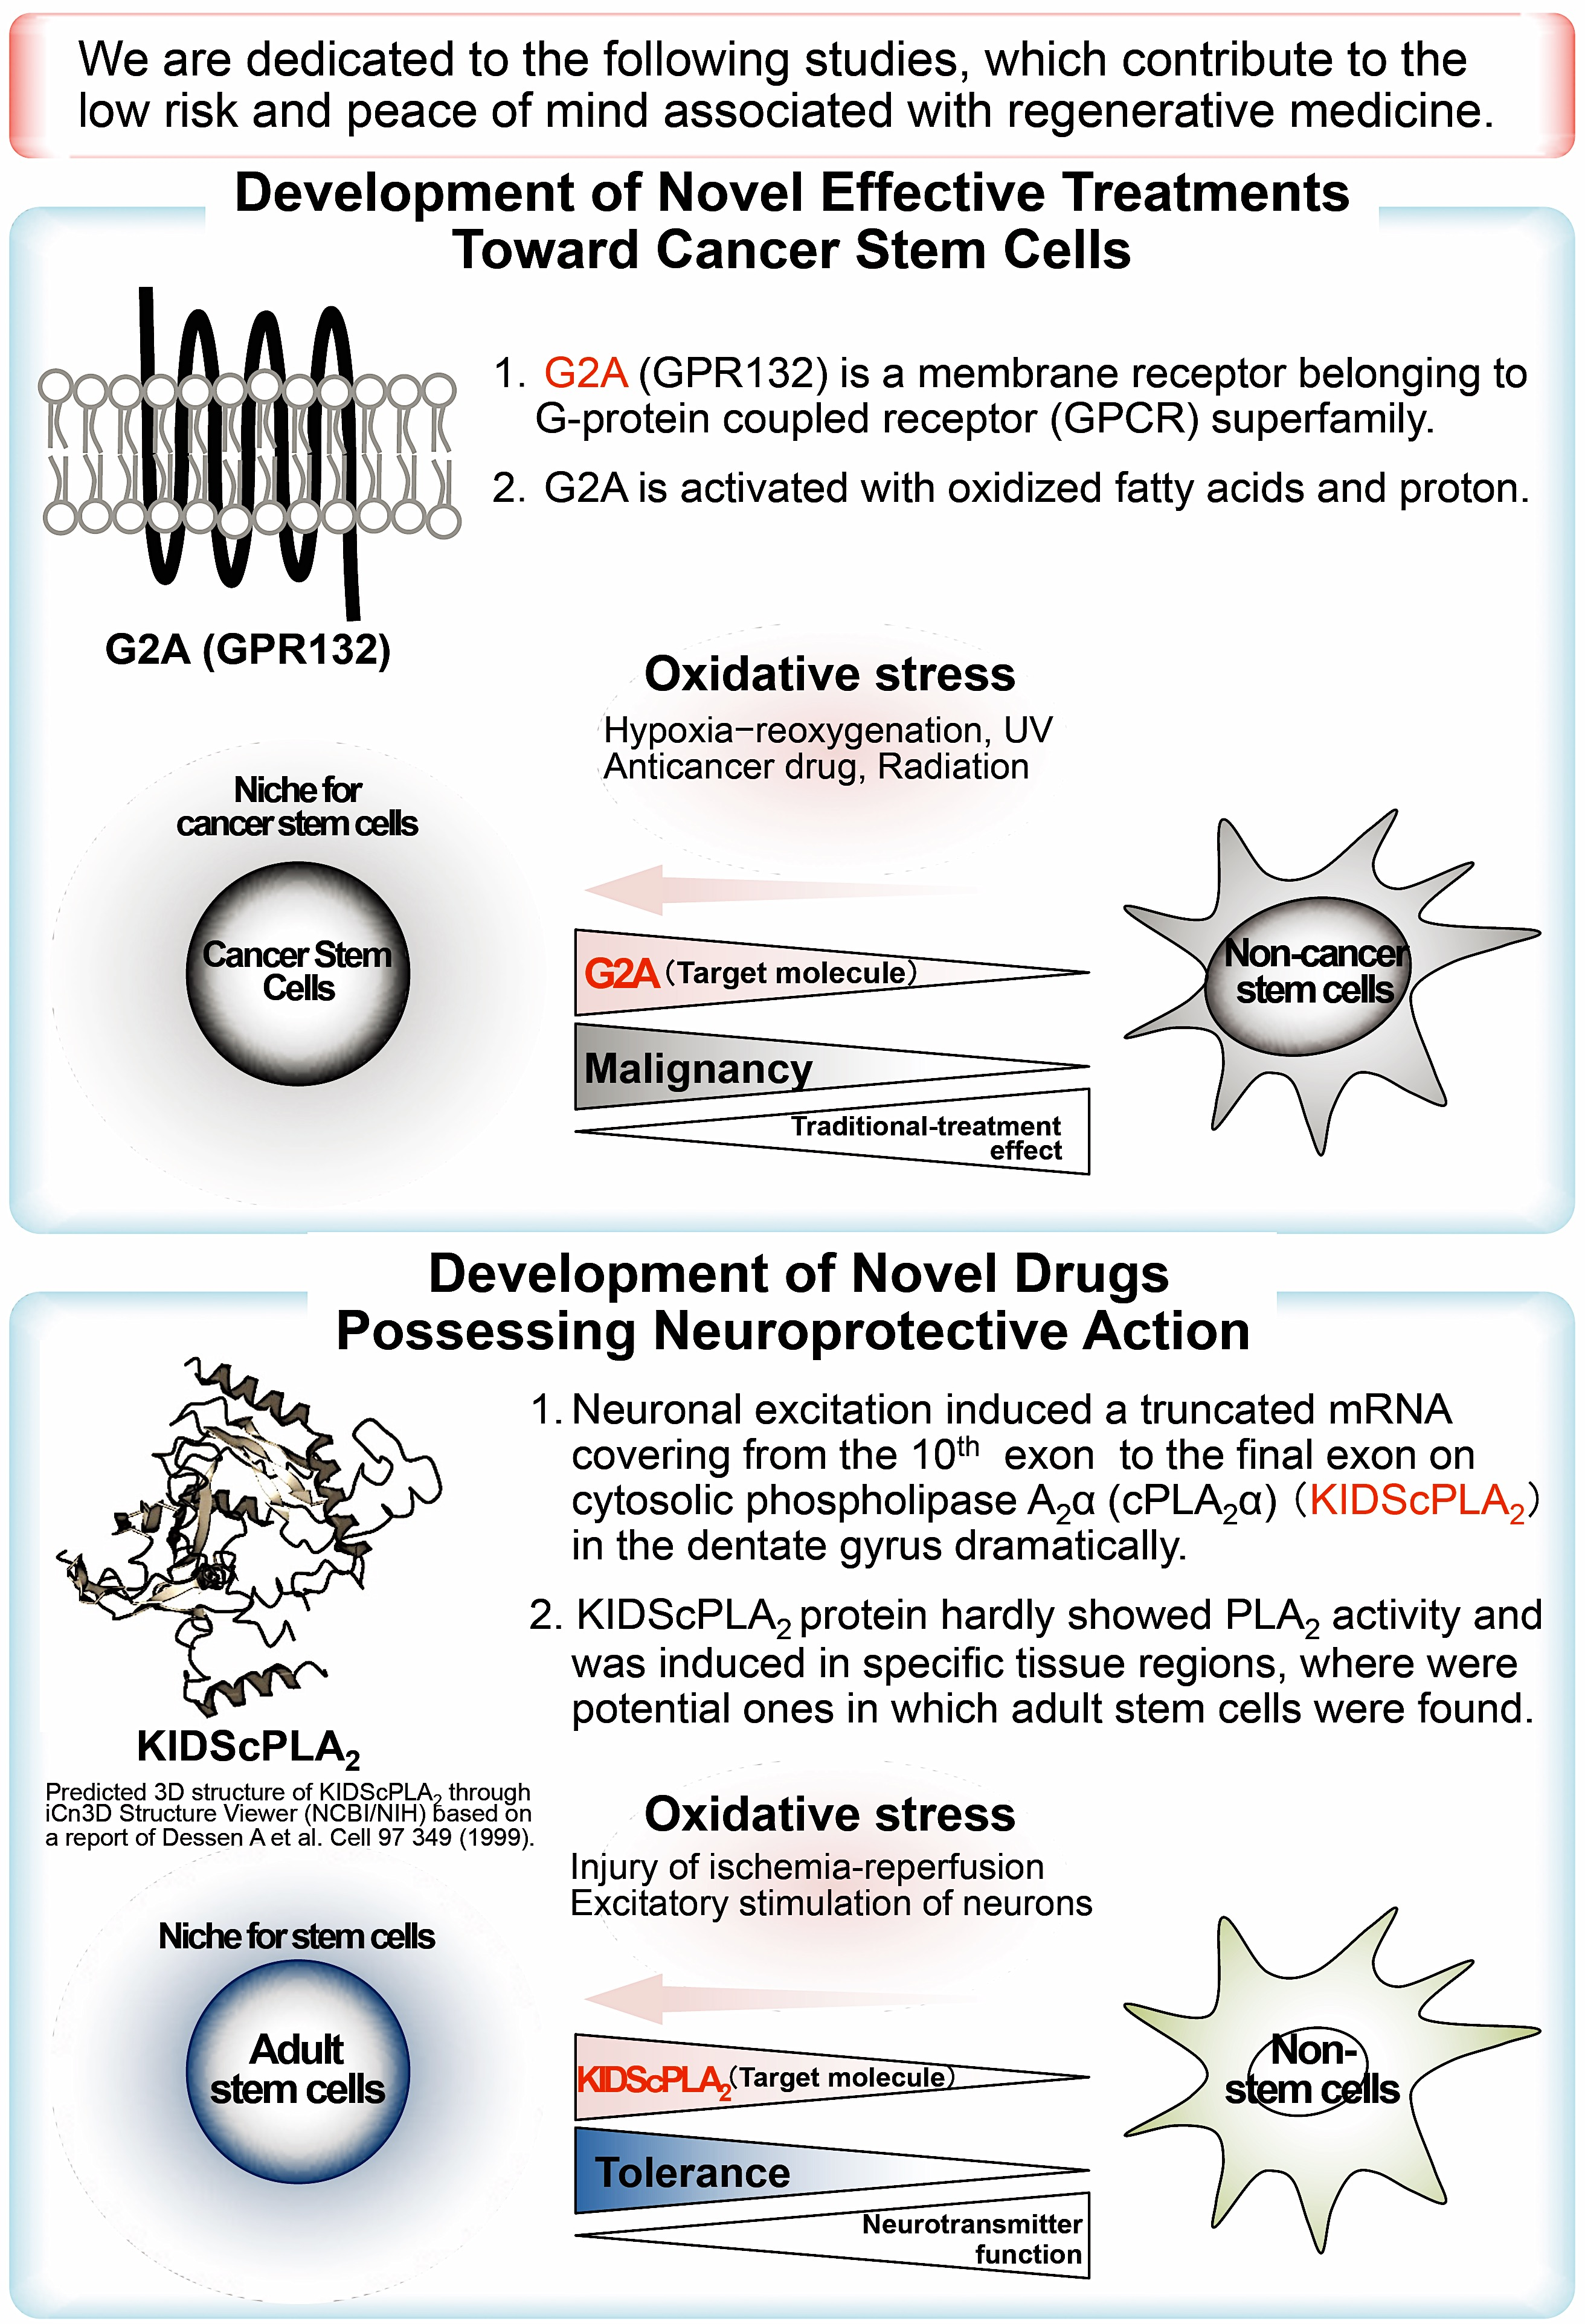 We are dedicated to the following studies, which contribute to the
low risk and peace of mind associated with regenerative medicine.
Development of Novel Effective Treatments
Toward Cancer Stem Cells
1. G2A (GPR132) is a membrane receptor belonging to
G-protein coupled receptor (GPCR) superfamily.
2. G2A is activated with oxidized fatty acids and proton.
G2A (GPR132)
Oxidative stress
Hypoxia−reoxygenation, UV
Anticancer drug, Radiation
Niche for
cancer stem cells
Cancer Stem
Cells
G2A (Target molecule)
Malignancy
Traditional-treatment
effect
Non-cancer
stem cells
Development of Novel Drugs
Possessing Neuroprotective Action
1. Neuronal excitation induced a truncated mRNA
covering from the 10th exon to the final exon on
cytosolic phospholipase A2α (cPLA2α) (KIDScPLA2)
in the dentate gyrus dramatically.
2. KIDScPLA2 protein hardly showed PLA2 activity and
was induced in specific tissue regions, where were
potential ones in which adult stem cells were found.
KIDScPLA2
Predicted 3D structure of KIDScPLA2 through
iCn3D Structure Viewer (NCBI/NIH) based on
a report of Dessen A et al. Cell 97 349 (1999).
Oxidative stress
Injury of ischemia-reperfusion
Excitatory stimulation of neurons
Niche for stem cells
Adult
stem cells
KIDScPLA2 (Target molecule)
Tolerance
Neurotransmitter
function
Non-
stem cells